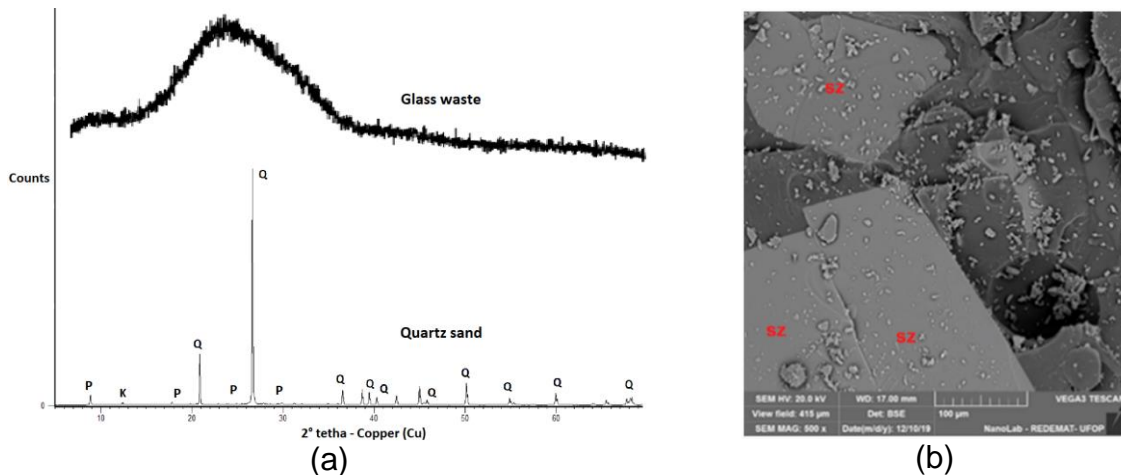 Glass waste
Counts
Q
Quartz sand
Q
P K P P P Q Q Q Q Q Q Q Q
0
10 20 30 40 50 60
2° tetha - Copper (Cu)
(a)
SZ
SZ
SZ
SEM HV: 20.0 kV WD: 17.00 mm VEGA3 TESCAN
View field: 415 µm Det: BSE 100 µm
SEM MAG: 500 x Date(m/d/y): 12/10/19 NanoLab - REDEMAT- UFOP
(b)